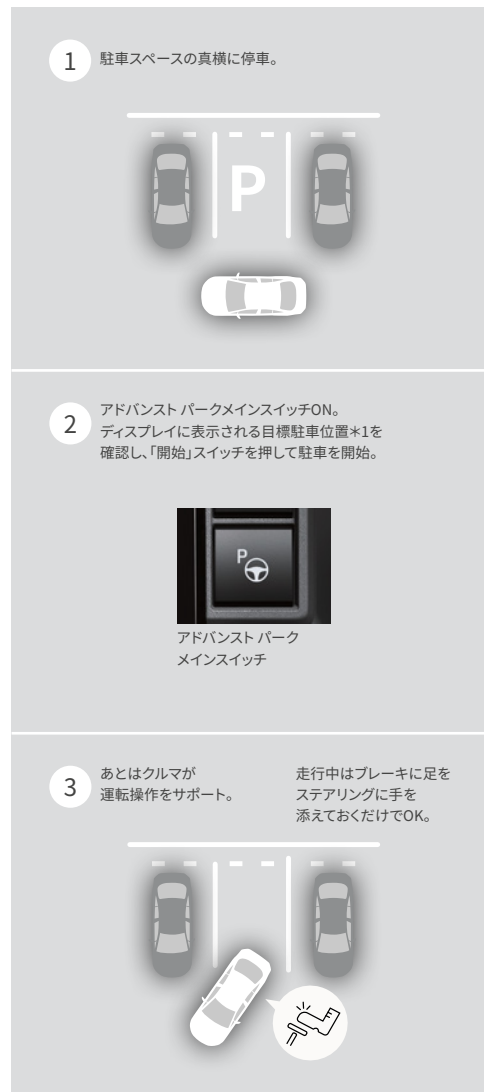 1
駐車スペースの真横に停車。
P
2
アドバンスト パークメインスイッチON。
ディスプレイに表示される目標駐車位置＊1を
確認し、「開始」スイッチを押して駐車を開始。
P
アドバンスト パーク
メインスイッチ
3
あとはクルマが
運転操作をサポート。
走行中はブレーキに足を
ステアリングに手を
添えておくだけでOK。